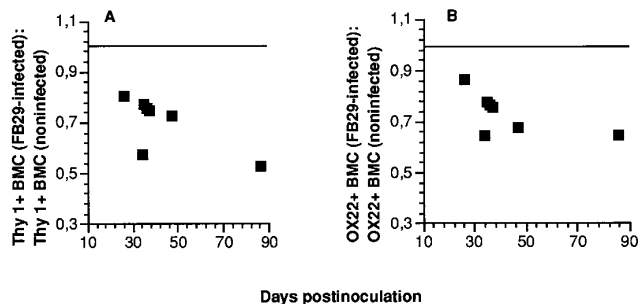 A
Thy 1+ BMC (FB29-infected):
Thy 1+ BMC (noninfected)
1,1
0,9
0,7
0,5
0,3
10 30 50 70 90
B
OX22+ BMC (FB29-infected):
OX22+ BMC (noninfected)
1,1
0,9
0,7
0,5
0,3
10 30 50 70 90
Days postinoculation